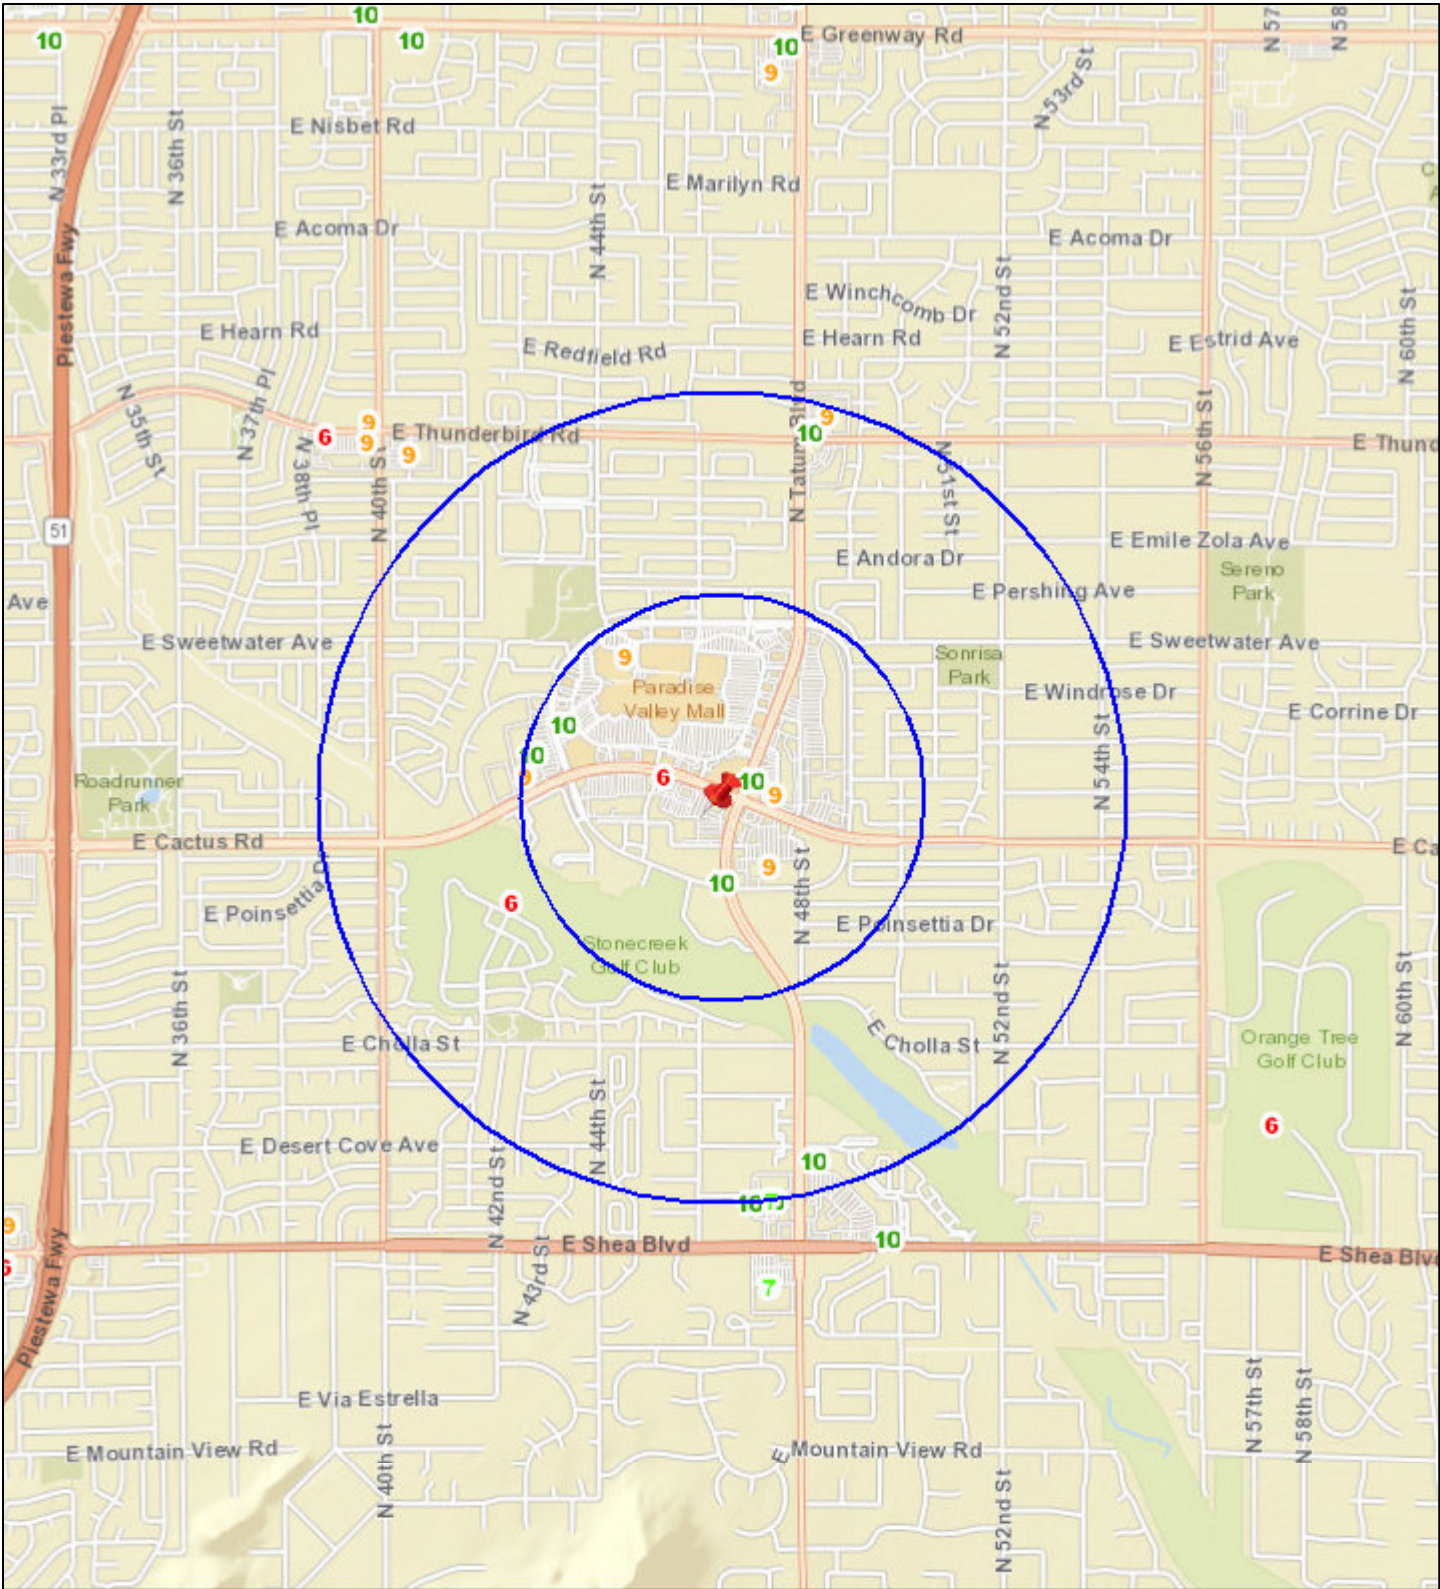 10
10
10
10
E Greenway Rd
9
N 57
N 58
N 33rd Pl
N 36th St
E Nisbet Rd
N 53rd St
E Marilyn Rd
N 44th St
E Acoma Dr
E Acoma Dr
Piestewa Fwy
N 52nd St
E Winchcomb Dr
E Hearn Rd
E Hearn Rd
E Redfield Rd
E Estrid Ave
N 60th St
N 35th St
N 37th Pl
N Tatum Blvd
N 56th St
6
9
9
9
E Thunderbird Rd
9
10
E Thund
N 38th Pl
N 40th St
N 51st St
51
E Andora Dr
E Emile Zola Ave
Sereno
Park
E Pershing Ave
Ave
E Sweetwater Ave
E Sweetwater Ave
Sonrisa
Park
9
Paradise
Valley Mall
E Windrose Dr
E Corrine Dr
10
10
9
N 54th St
Roadrunner
Park
6
10
9
E Cactus Rd
E Ca
9
10
N 48th St
E Poinsettia Dr
6
E Poinsettia Dr
Stonecreek
Golf Club
N 36th St
N 52nd St
N 60th St
E Cholla St
E Cholla St
Orange Tree
Golf Club
6
N 44th St
E Desert Cove Ave
N 42nd St
10
10
7
9
6
E Shea Blvd
10
E Shea Blvd
Piestewa Fwy
N 43rd St
7
E Via Estrella
N 57th St
N 58th St
E Mountain View Rd
N 40th St
E Mountain View Rd
N 52nd St